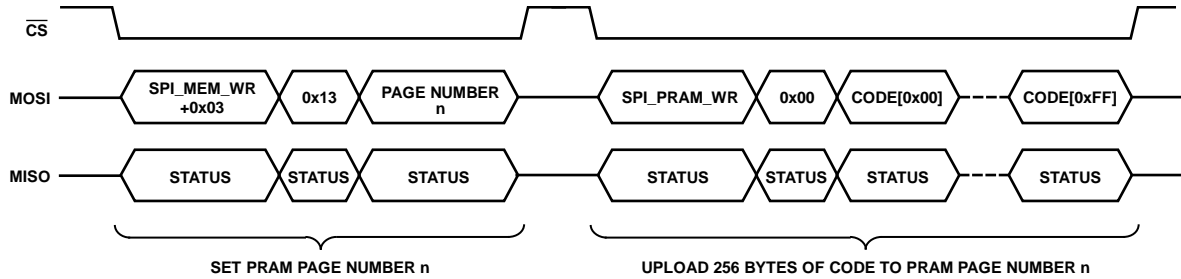 CS
MOSI
SPI_MEM_WR
+0x03
0x13
PAGE NUMBER
n
SPI_PRAM_WR
0x00
CODE[0x00]
CODE[0xFF]
MISO
STATUS
STATUS
STATUS
STATUS
STATUS
STATUS
STATUS
SET PRAM PAGE NUMBER n
UPLOAD 256 BYTES OF CODE TO PRAM PAGE NUMBER n